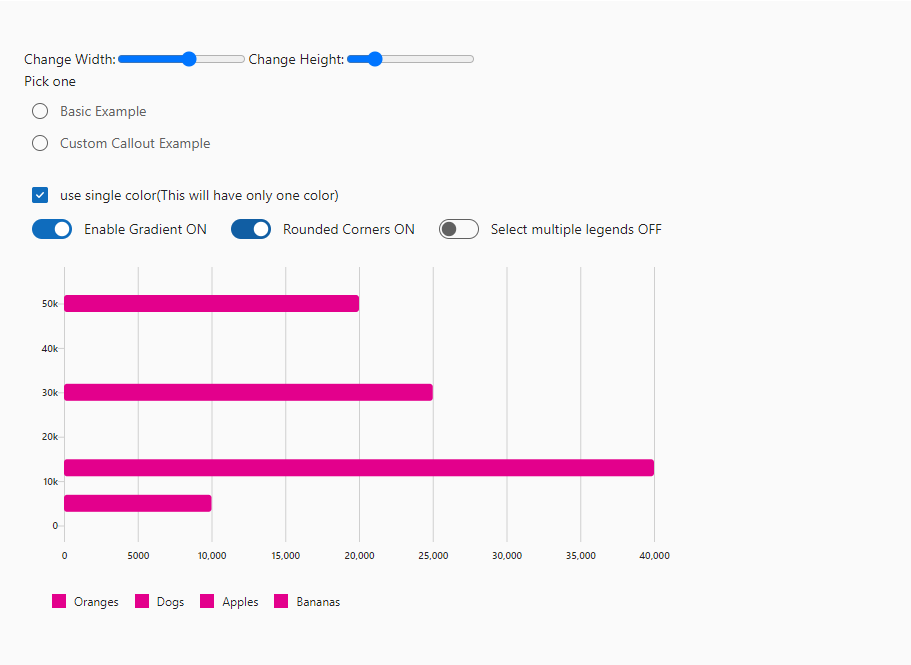 Change Width: Change Height:
Pick one
Basic Example
Custom Callout Example
use single color(This will have only one color)
Enable Gradient ON Rounded Corners ON Select multiple legends OFF
50k
40k
30k
20k
10k
0
0 5000 10,000 15,000 20,000 25,000 30,000 35,000 40,000
Oranges Dogs Apples Bananas